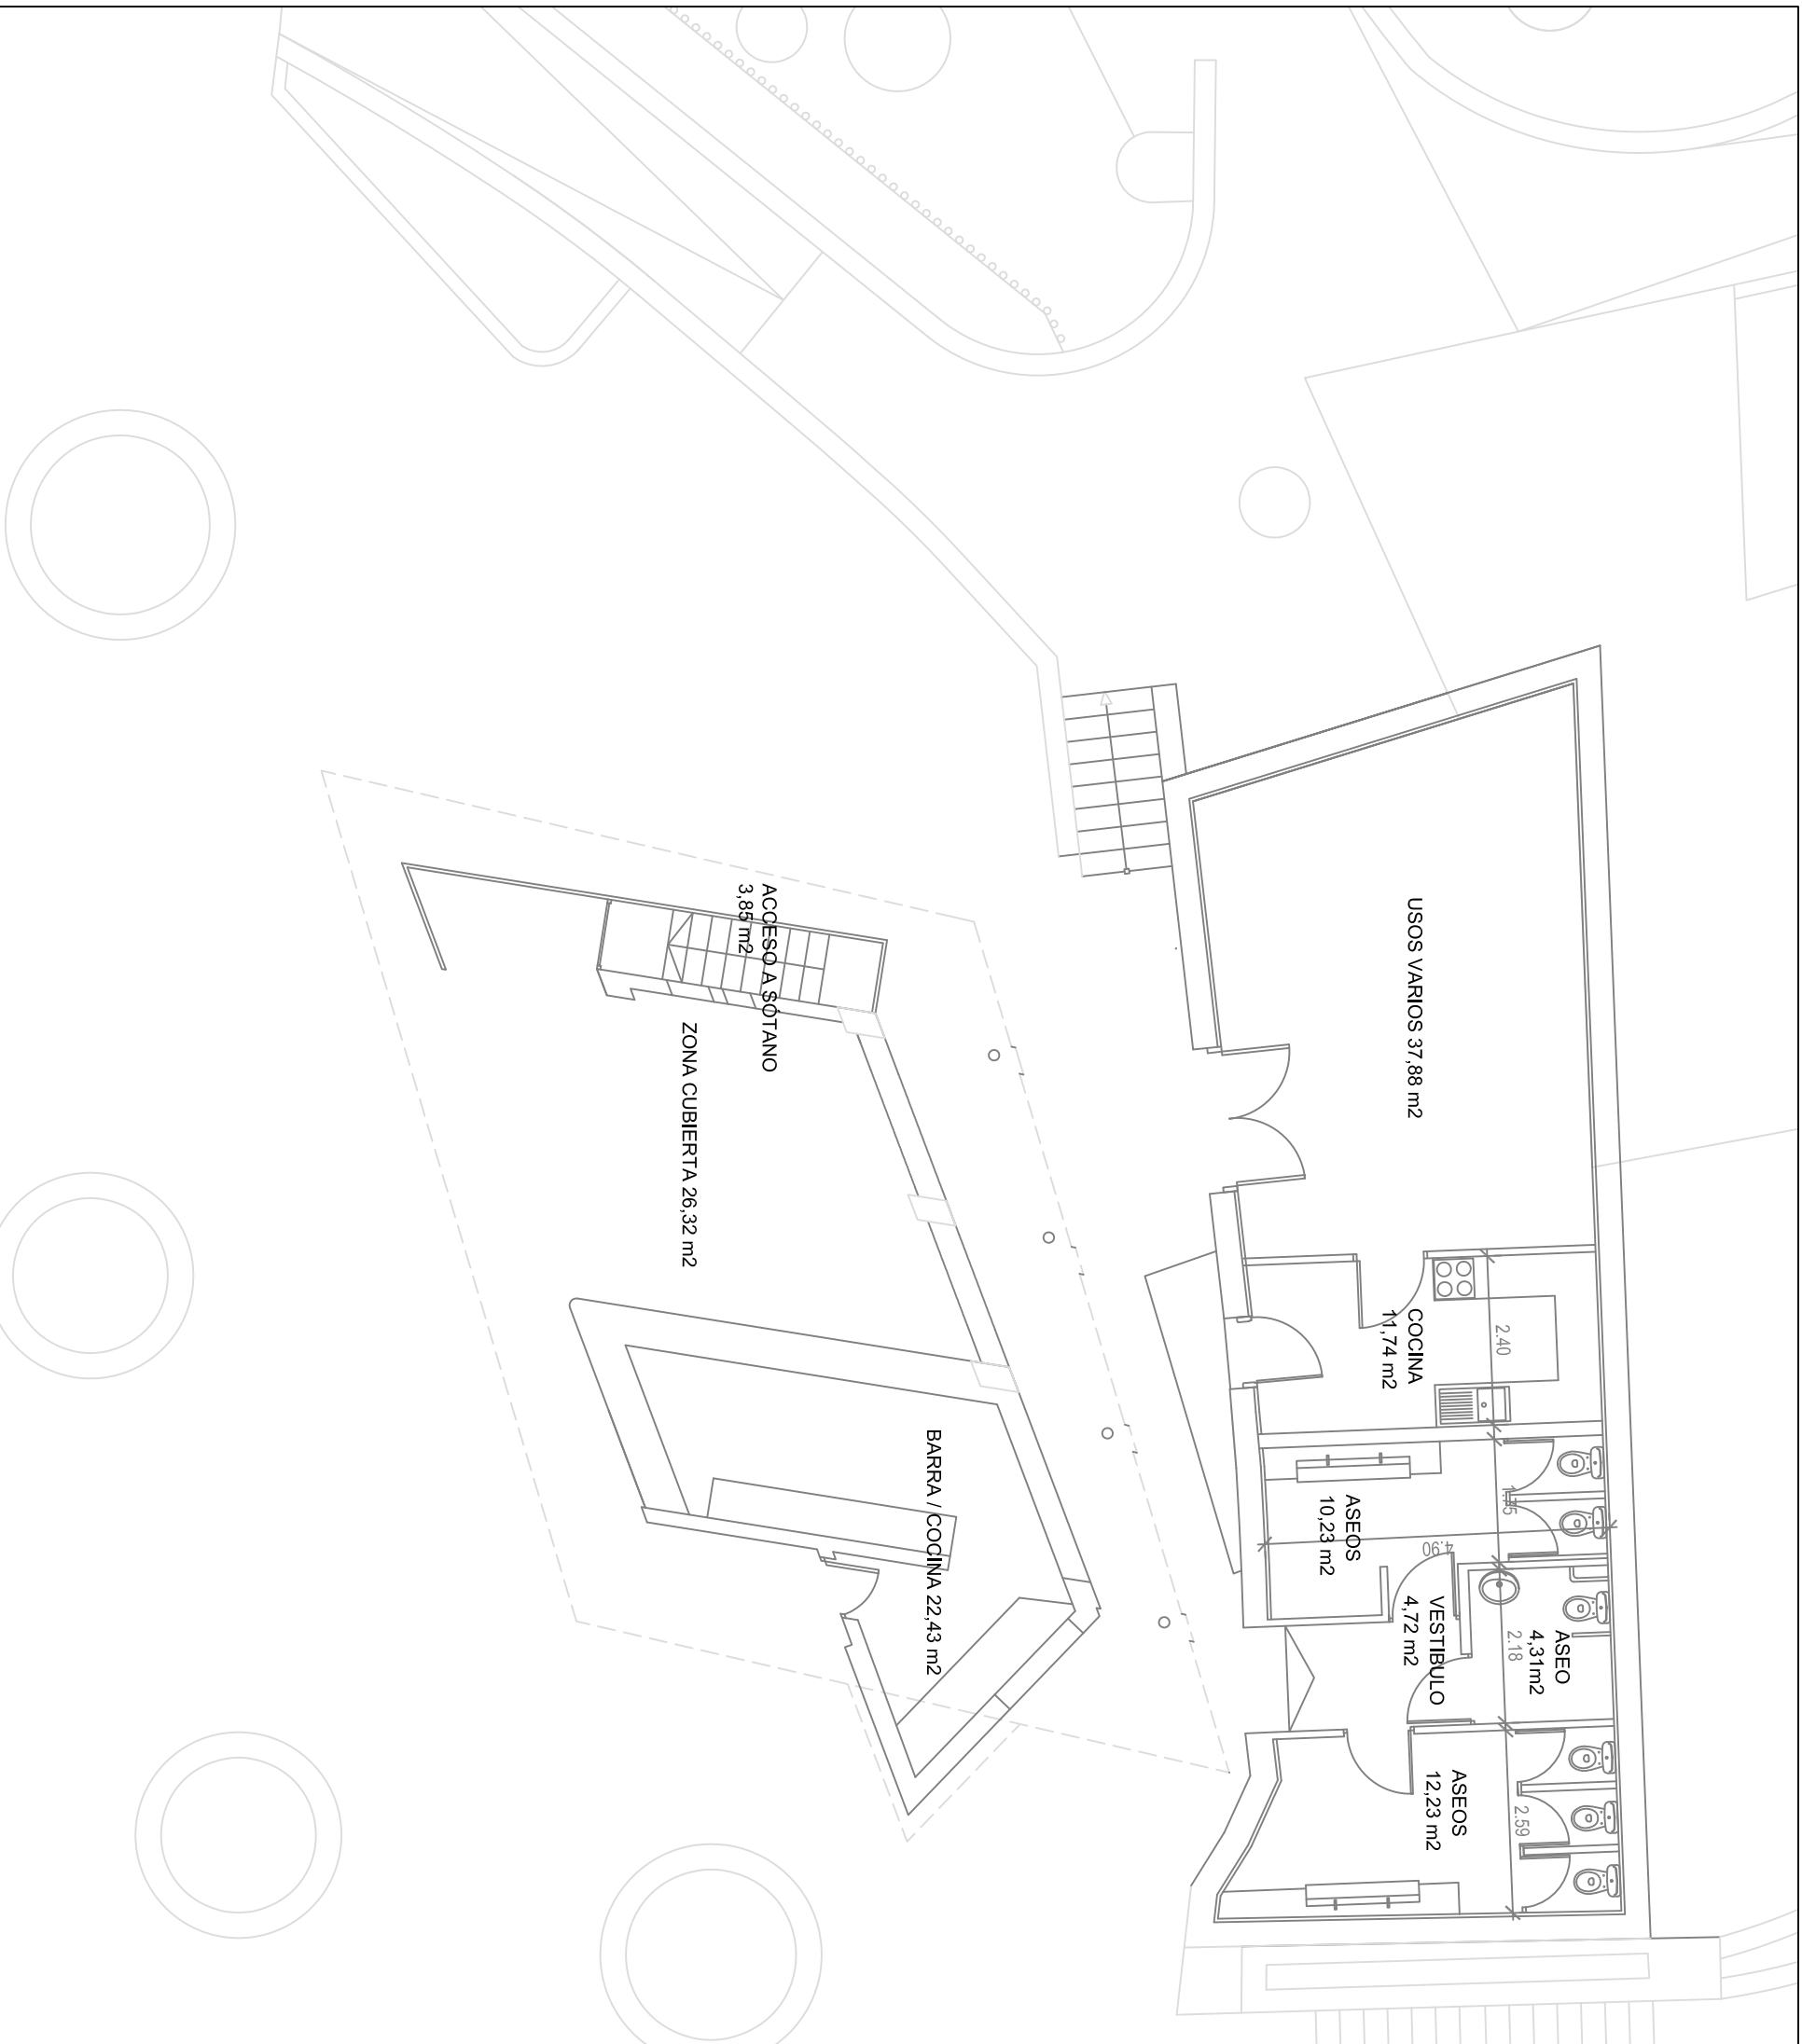 USOS VARIOS 37,88 m2
COCINA
11,74 m2
2.40
ASEOS
10,23 m2
1.75
4.90
VESTIBULO
4,72 m2
ASEO
4,31m2
2.18
ASEOS
12,23 m2
2.59
ACCESO A SÓTANO
3,85 m2
ZONA CUBIERTA 26,32 m2
BARRA / COCINA 22,43 m2